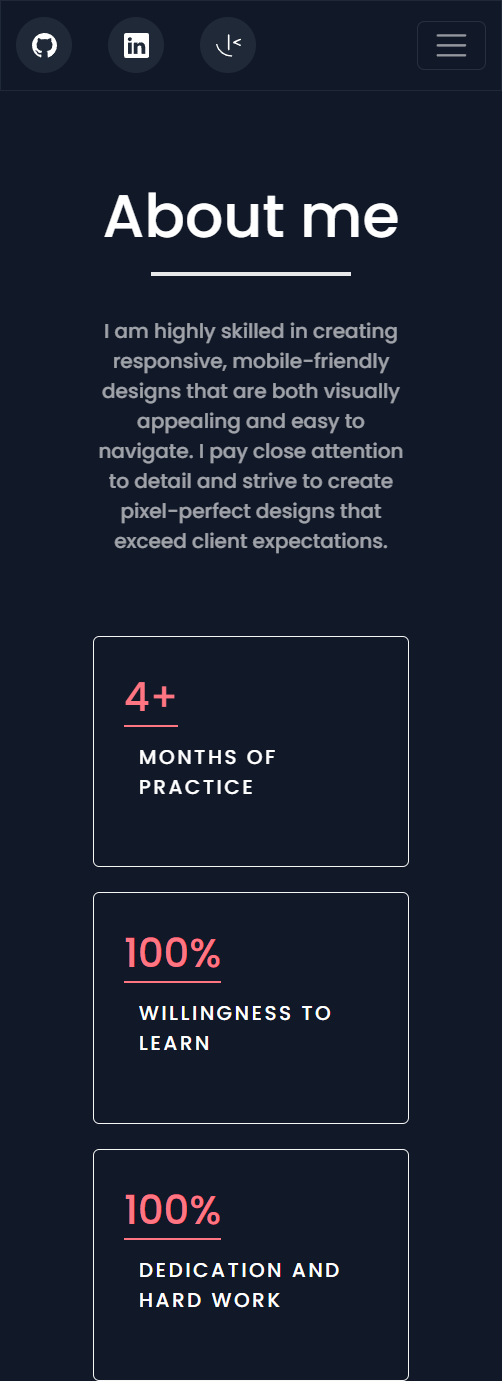 About me
I am highly skilled in creating
responsive, mobile-friendly
designs that are both visually
appealing and easy to
navigate. I pay close attention
to detail and strive to create
pixel-perfect designs that
exceed client expectations.
4+
MONTHS OF
PRACTICE
100%
WILLINGNESS TO
LEARN
100%
DEDICATION AND
HARD WORK